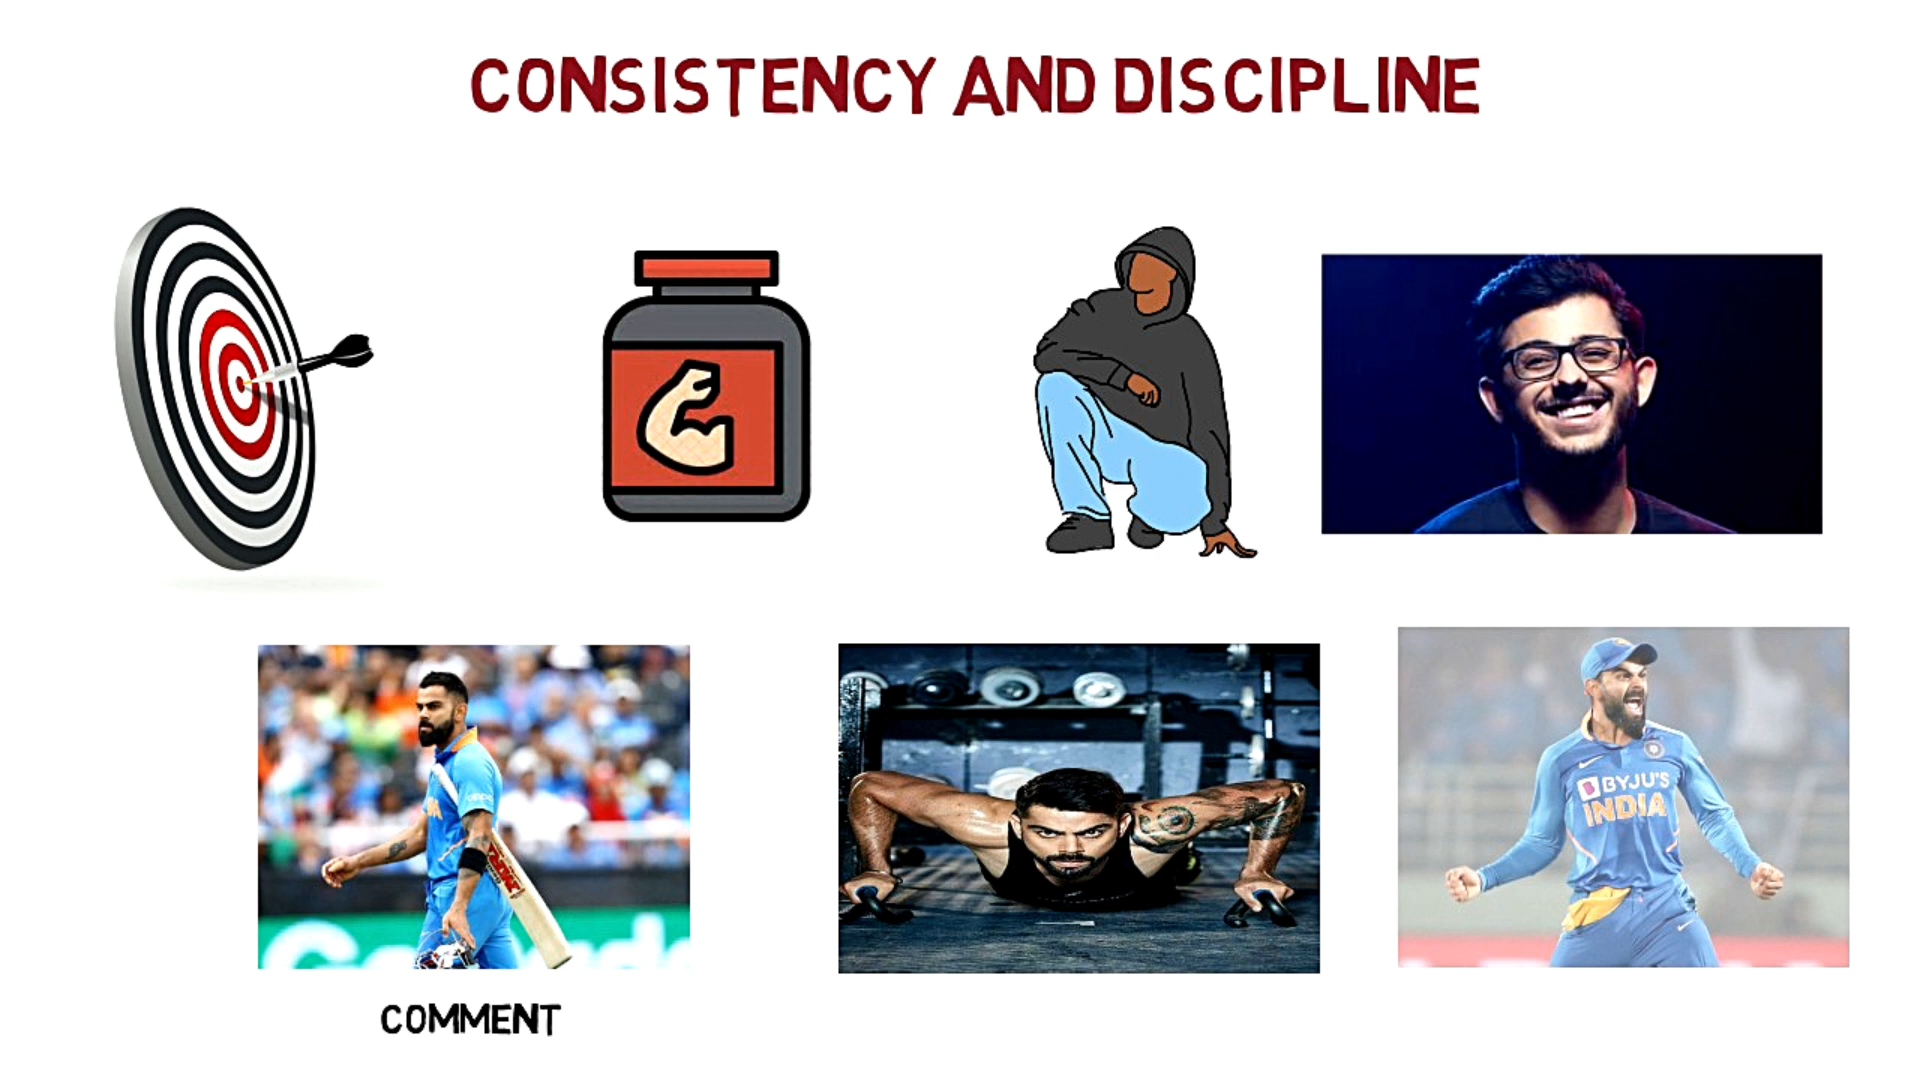 CONSISTENCY AND DISCIPLINE
BYJU'S
INDIA
COMMENT